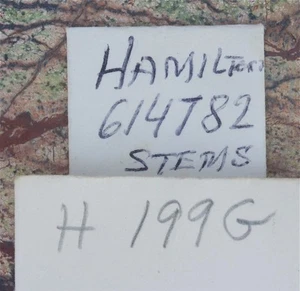 HAMILTON
614T82
STEMS
H 199G